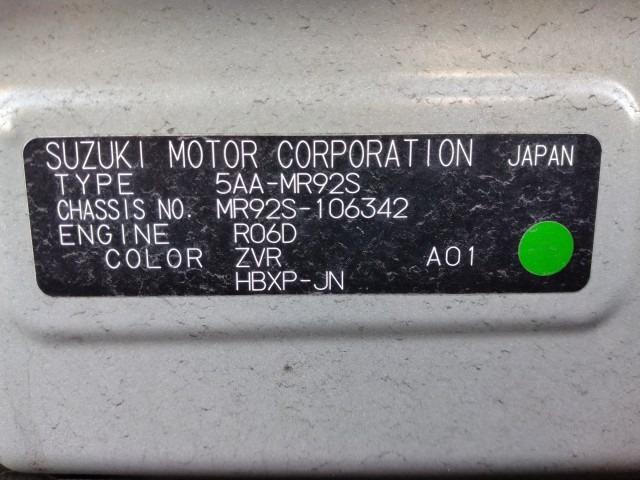 SUZUKI MOTOR CORPORATION JAPAN
TYPE 5AA-MR92S
CHASSIS NO. MR92S-106342
ENGINE R06D
COLOR ZVR A01
HBXP-JN